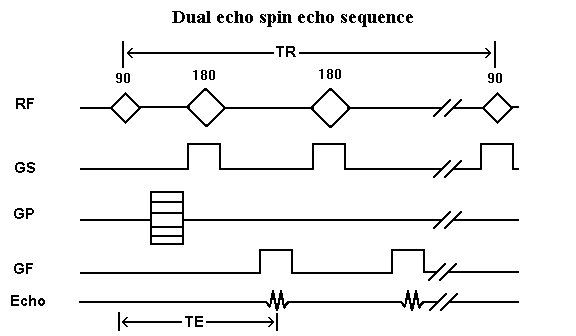 Dual echo spin echo sequence
TR
90 180 180 90
RF
GS
GP
GF
Echo
TE